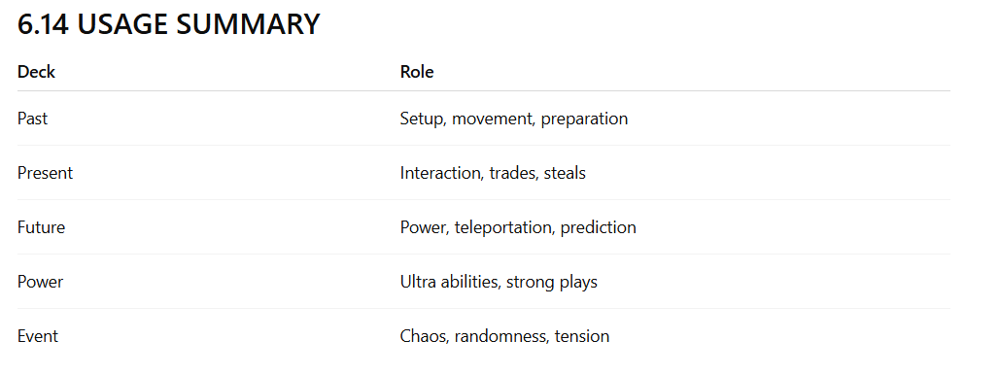 6.14 USAGE SUMMARY
Deck Role
Past Setup, movement, preparation
Present Interaction, trades, steals
Future Power, teleportation, prediction
Power Ultra abilities, strong plays
Event Chaos, randomness, tension